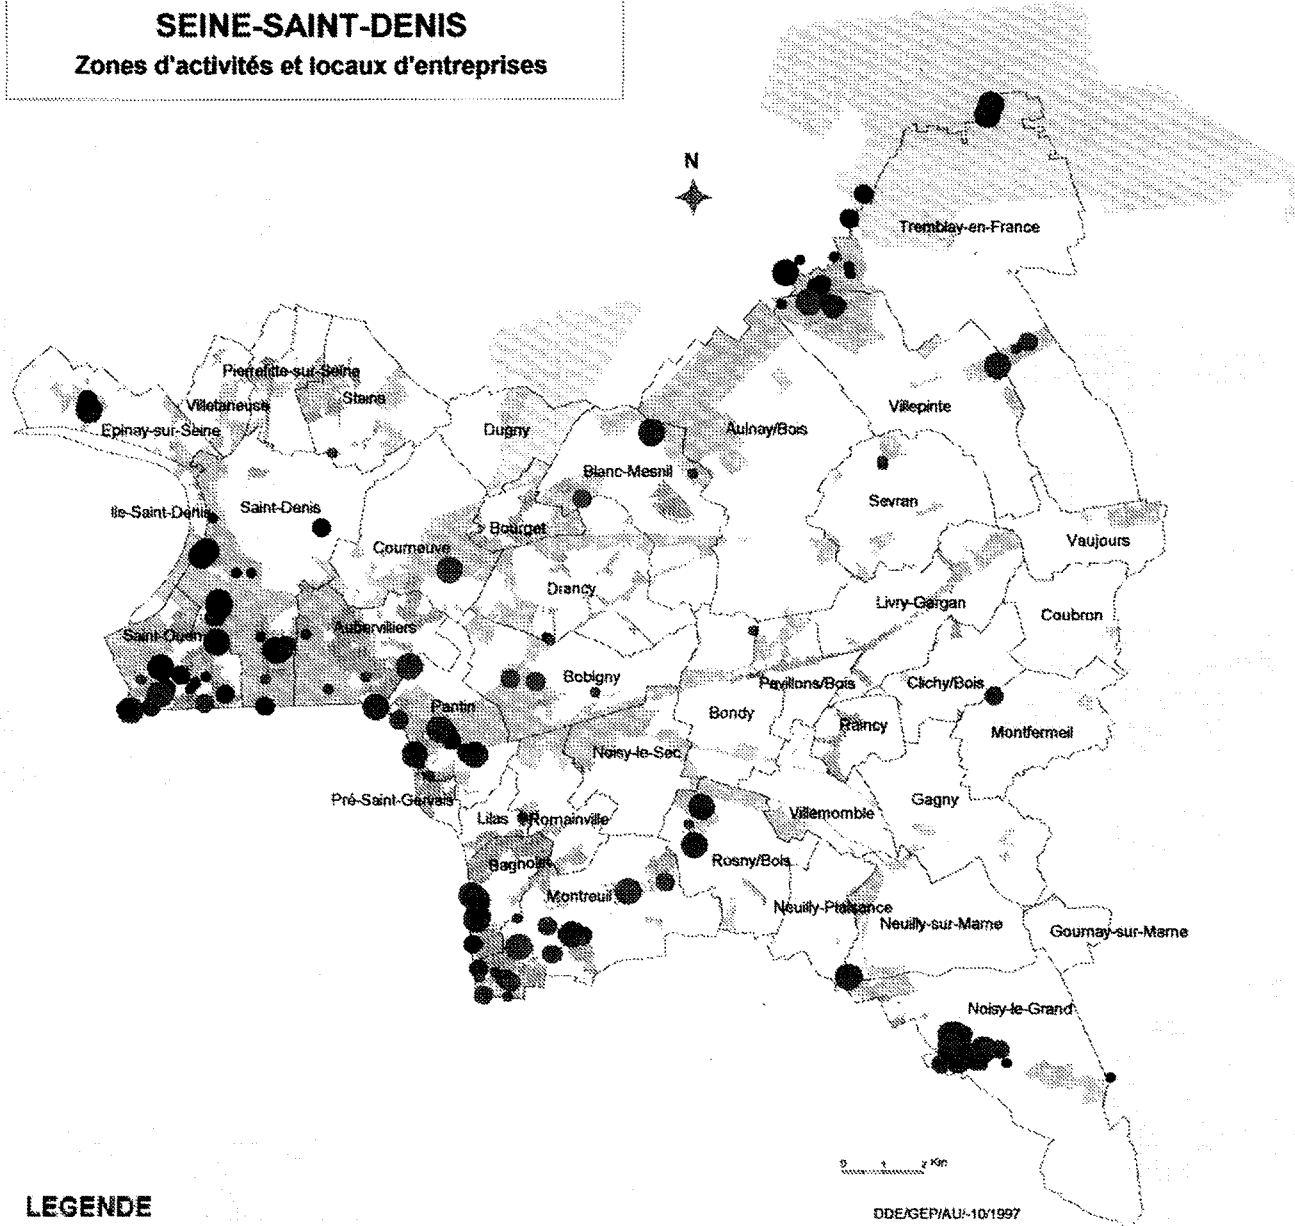 SEINE-SAINT-DENIS
Zones d'activités et locaux d'entreprises
N
Tremblay-en-France
Pierrefitte-sur-Seine
Stains
Villetaneuse
Epinay-sur-Seine
Dugny
Aulnay/Bois
Villepinte
Blanc-Mesnil
Sevran
Ile-Saint-Denis
Saint-Denis
Bourget
Courneuve
Vaujours
Drancy
Livry-Gargan
Coubron
Saint-Ouen
Aubervilliers
Bobigny
Pavillons/Bois
Clichy/Bois
Pantin
Bondy
Raincy
Montfermeil
Noisy-le-Sec
Pré-Saint-Gervais
Gagny
Lilas
Romainville
Villemomble
Bagnolet
Rosny/Bois
Montreuil
Neuilly-Plaisance
Neuilly-sur-Marne
Gournay-sur-Marne
Noisy-le-Grand
0 1 2 Km
LEGENDE
DDE/GEP/AU/-10/1997